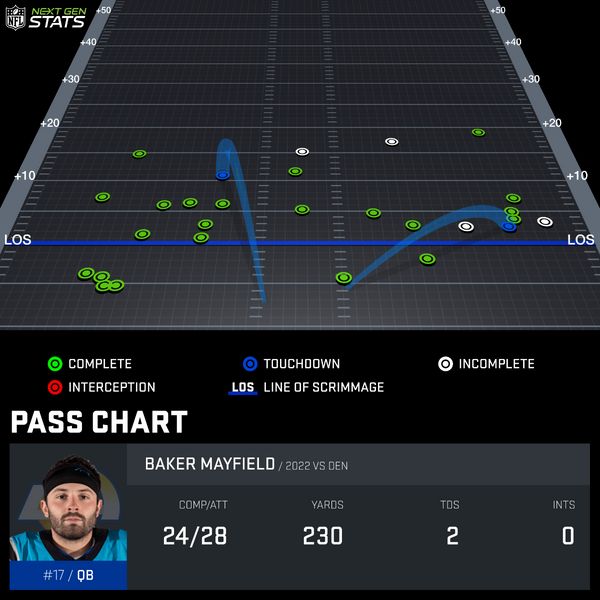 NFL NEXT GEN STATS
+50 +50
+40 +40
+30 +30
+20 +20
+10 +10
LOS LOS
COMPLETE TOUCHDOWN INCOMPLETE
INTERCEPTION LOS LINE OF SCRIMMAGE
PASS CHART
BAKER MAYFIELD / 2022 VS DEN
COMP/ATT YARDS TDS INTS
24/28 230 2 0
#17 / QB